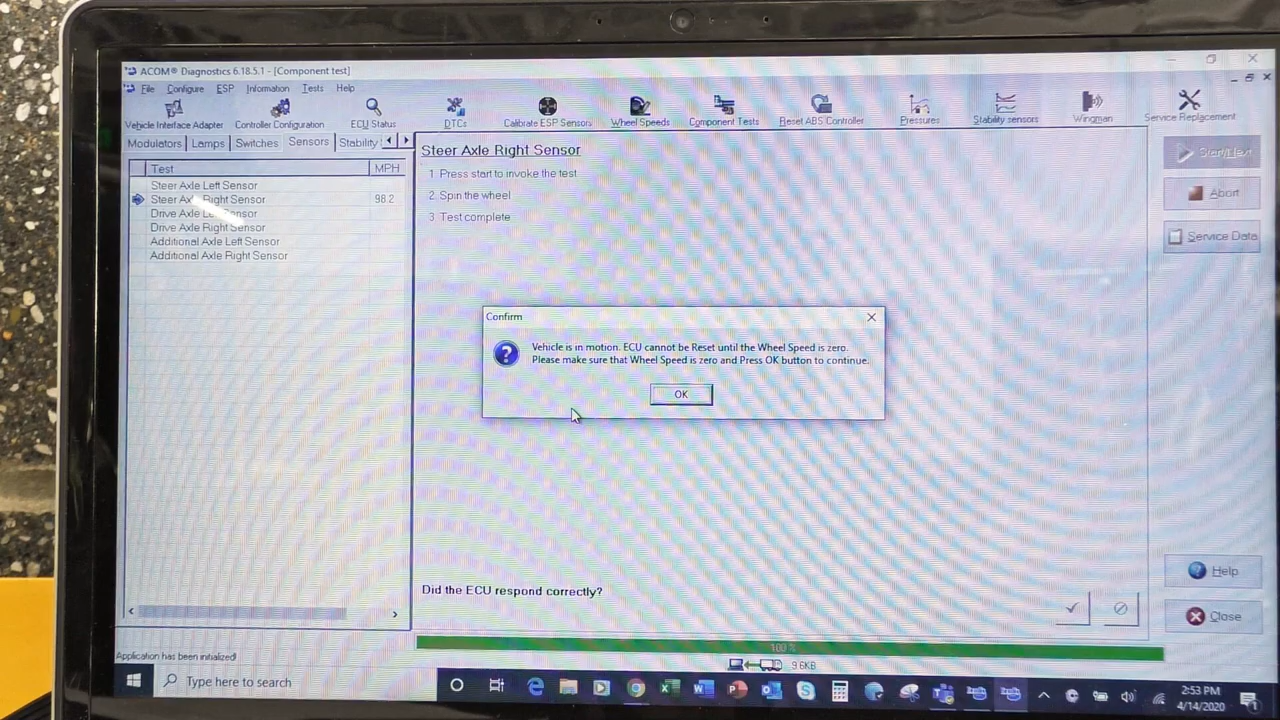 ACOM® Diagnostics 6.18.5.1 - [Component test]
File Configure ESP Information Tests Help
Vehicle Interface Adapter Controller Configuration ECU Status DTCs Calibrate ESP Sensors Wheel Speeds Component Tests Reset ABS Controller Pressures Stability sensors Wingman Service Replacement
Modulators Lamps Switches Sensors Stability
Test MPH
Steer Axle Left Sensor
Steer Axle Right Sensor 98.2
Drive Axle Left Sensor
Drive Axle Right Sensor
Additional Axle Left Sensor
Additional Axle Right Sensor
Steer Axle Right Sensor
1 Press start to invoke the test
2 Spin the wheel
3 Test complete
Start/Next
Abort
Service Data
Confirm
Vehicle is in motion. ECU cannot be Reset until the Wheel Speed is zero.
Please make sure that Wheel Speed is zero and Press OK button to continue.
OK
Did the ECU respond correctly?
Help
Close
100 %
Application has been initialized
9.6KB
Type here to search
2:53 PM
4/14/2020